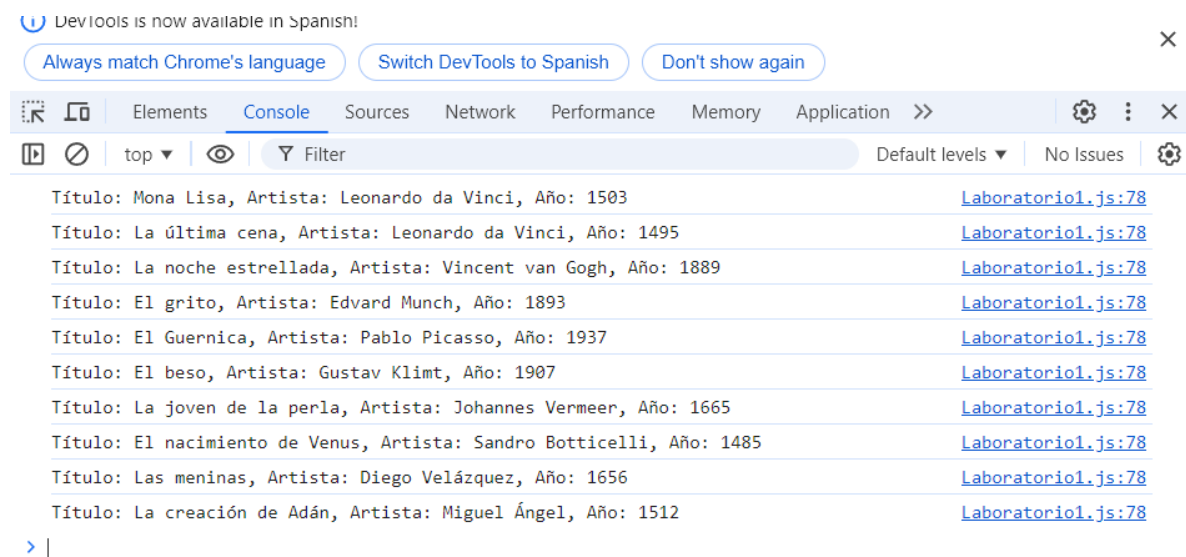 DevTools is now available in Spanish!
Always match Chrome's language Switch DevTools to Spanish Don't show again
Elements Console Sources Network Performance Memory Application
top Filter Default levels No Issues
Título: Mona Lisa, Artista: Leonardo da Vinci, Año: 1503 Laboratorio1.js:78
Título: La última cena, Artista: Leonardo da Vinci, Año: 1495 Laboratorio1.js:78
Título: La noche estrellada, Artista: Vincent van Gogh, Año: 1889 Laboratorio1.js:78
Título: El grito, Artista: Edvard Munch, Año: 1893 Laboratorio1.js:78
Título: El Guernica, Artista: Pablo Picasso, Año: 1937 Laboratorio1.js:78
Título: El beso, Artista: Gustav Klimt, Año: 1907 Laboratorio1.js:78
Título: La joven de la perla, Artista: Johannes Vermeer, Año: 1665 Laboratorio1.js:78
Título: El nacimiento de Venus, Artista: Sandro Botticelli, Año: 1485 Laboratorio1.js:78
Título: Las meninas, Artista: Diego Velázquez, Año: 1656 Laboratorio1.js:78
Título: La creación de Adán, Artista: Miguel Ángel, Año: 1512 Laboratorio1.js:78